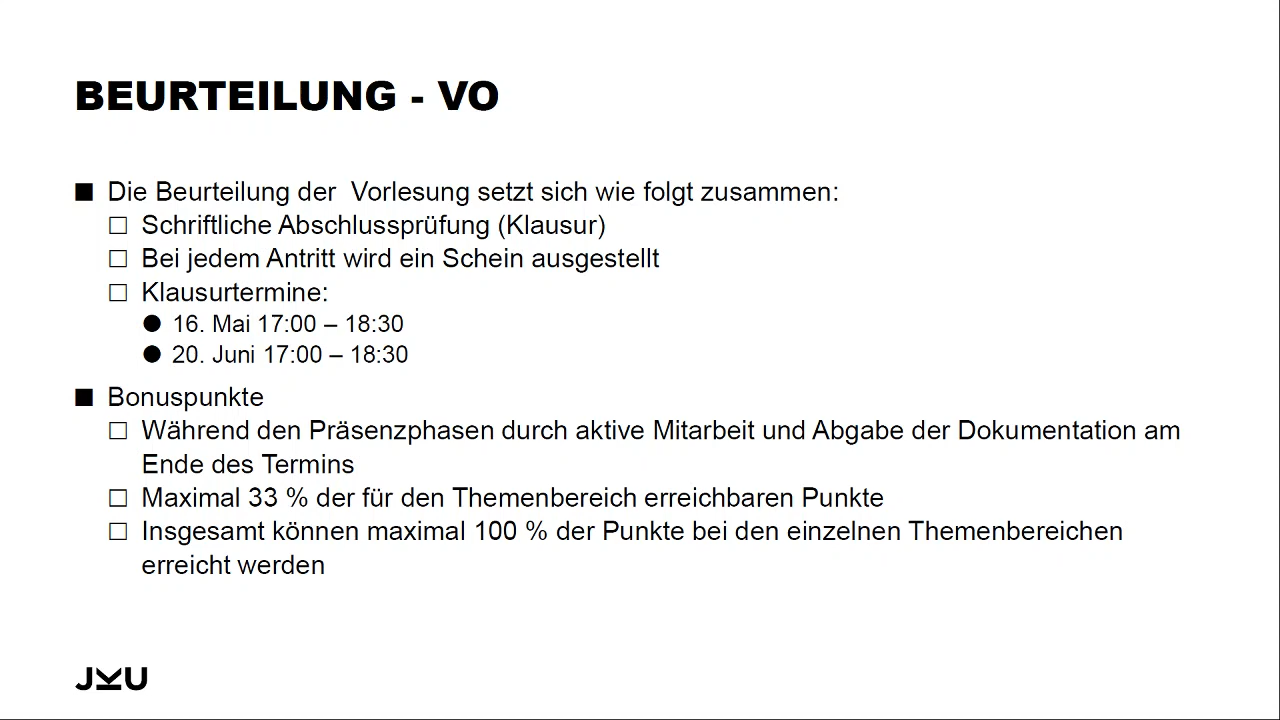 BEURTEILUNG - VO
■ Die Beurteilung der  Vorlesung setzt sich wie folgt zusammen:
□ Schriftliche Abschlussprüfung (Klausur)
□ Bei jedem Antritt wird ein Schein ausgestellt
□ Klausurtermine:
● 16. Mai 17:00 – 18:30
● 20. Juni 17:00 – 18:30
■ Bonuspunkte
□ Während den Präsenzphasen durch aktive Mitarbeit und Abgabe der Dokumentation am
Ende des Termins
□ Maximal 33 % der für den Themenbereich erreichbaren Punkte
□ Insgesamt können maximal 100 % der Punkte bei den einzelnen Themenbereichen
erreicht werden
JKU